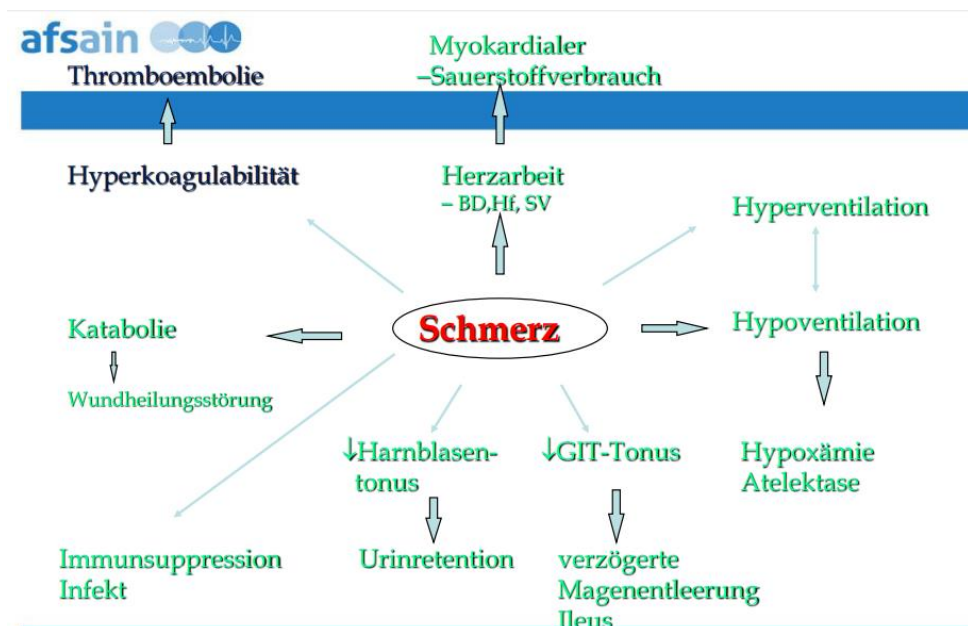 afsain
Thromboembolie
Myokardialer
–Sauerstoffverbrauch
Hyperkoagulabilität
Herzarbeit
– BD,Hf, SV
Hyperventilation
Katabolie
Schmerz
Hypoventilation
Wundheilungsstörung
↓Harnblasen-
tonus
↓GIT-Tonus
Hypoxämie
Atelektase
Immunsuppression
Infekt
Urinretention
verzögerte
Magenentleerung
Ileus